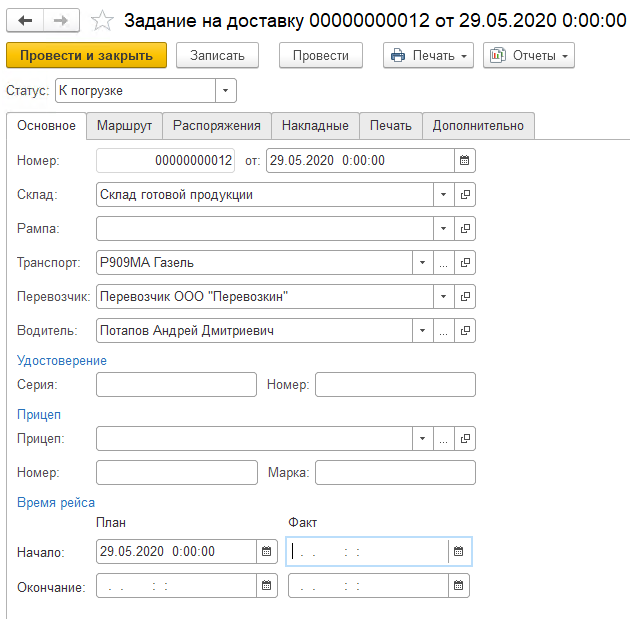 Задание на доставку 00000000012 от 29.05.2020 0:00:00
Провести и закрыть Записать Провести Печать Отчеты
Статус: К погрузке
Основное Маршрут Распоряжения Накладные Печать Дополнительно
Номер: 00000000012 от: 29.05.2020 0:00:00
Склад: Склад готовой продукции
Рампа:
Транспорт: Р909МА Газель ...
Перевозчик: Перевозчик ООО "Перевозкин"
Водитель: Потапов Андрей Дмитриевич ...
Удостоверение
Серия: Номер:
Прицеп
Прицеп: ...
Номер: Марка:
Время рейса
План Факт
Начало: 29.05.2020 0:00:00 . . : :
Окончание: . . : : . . : :